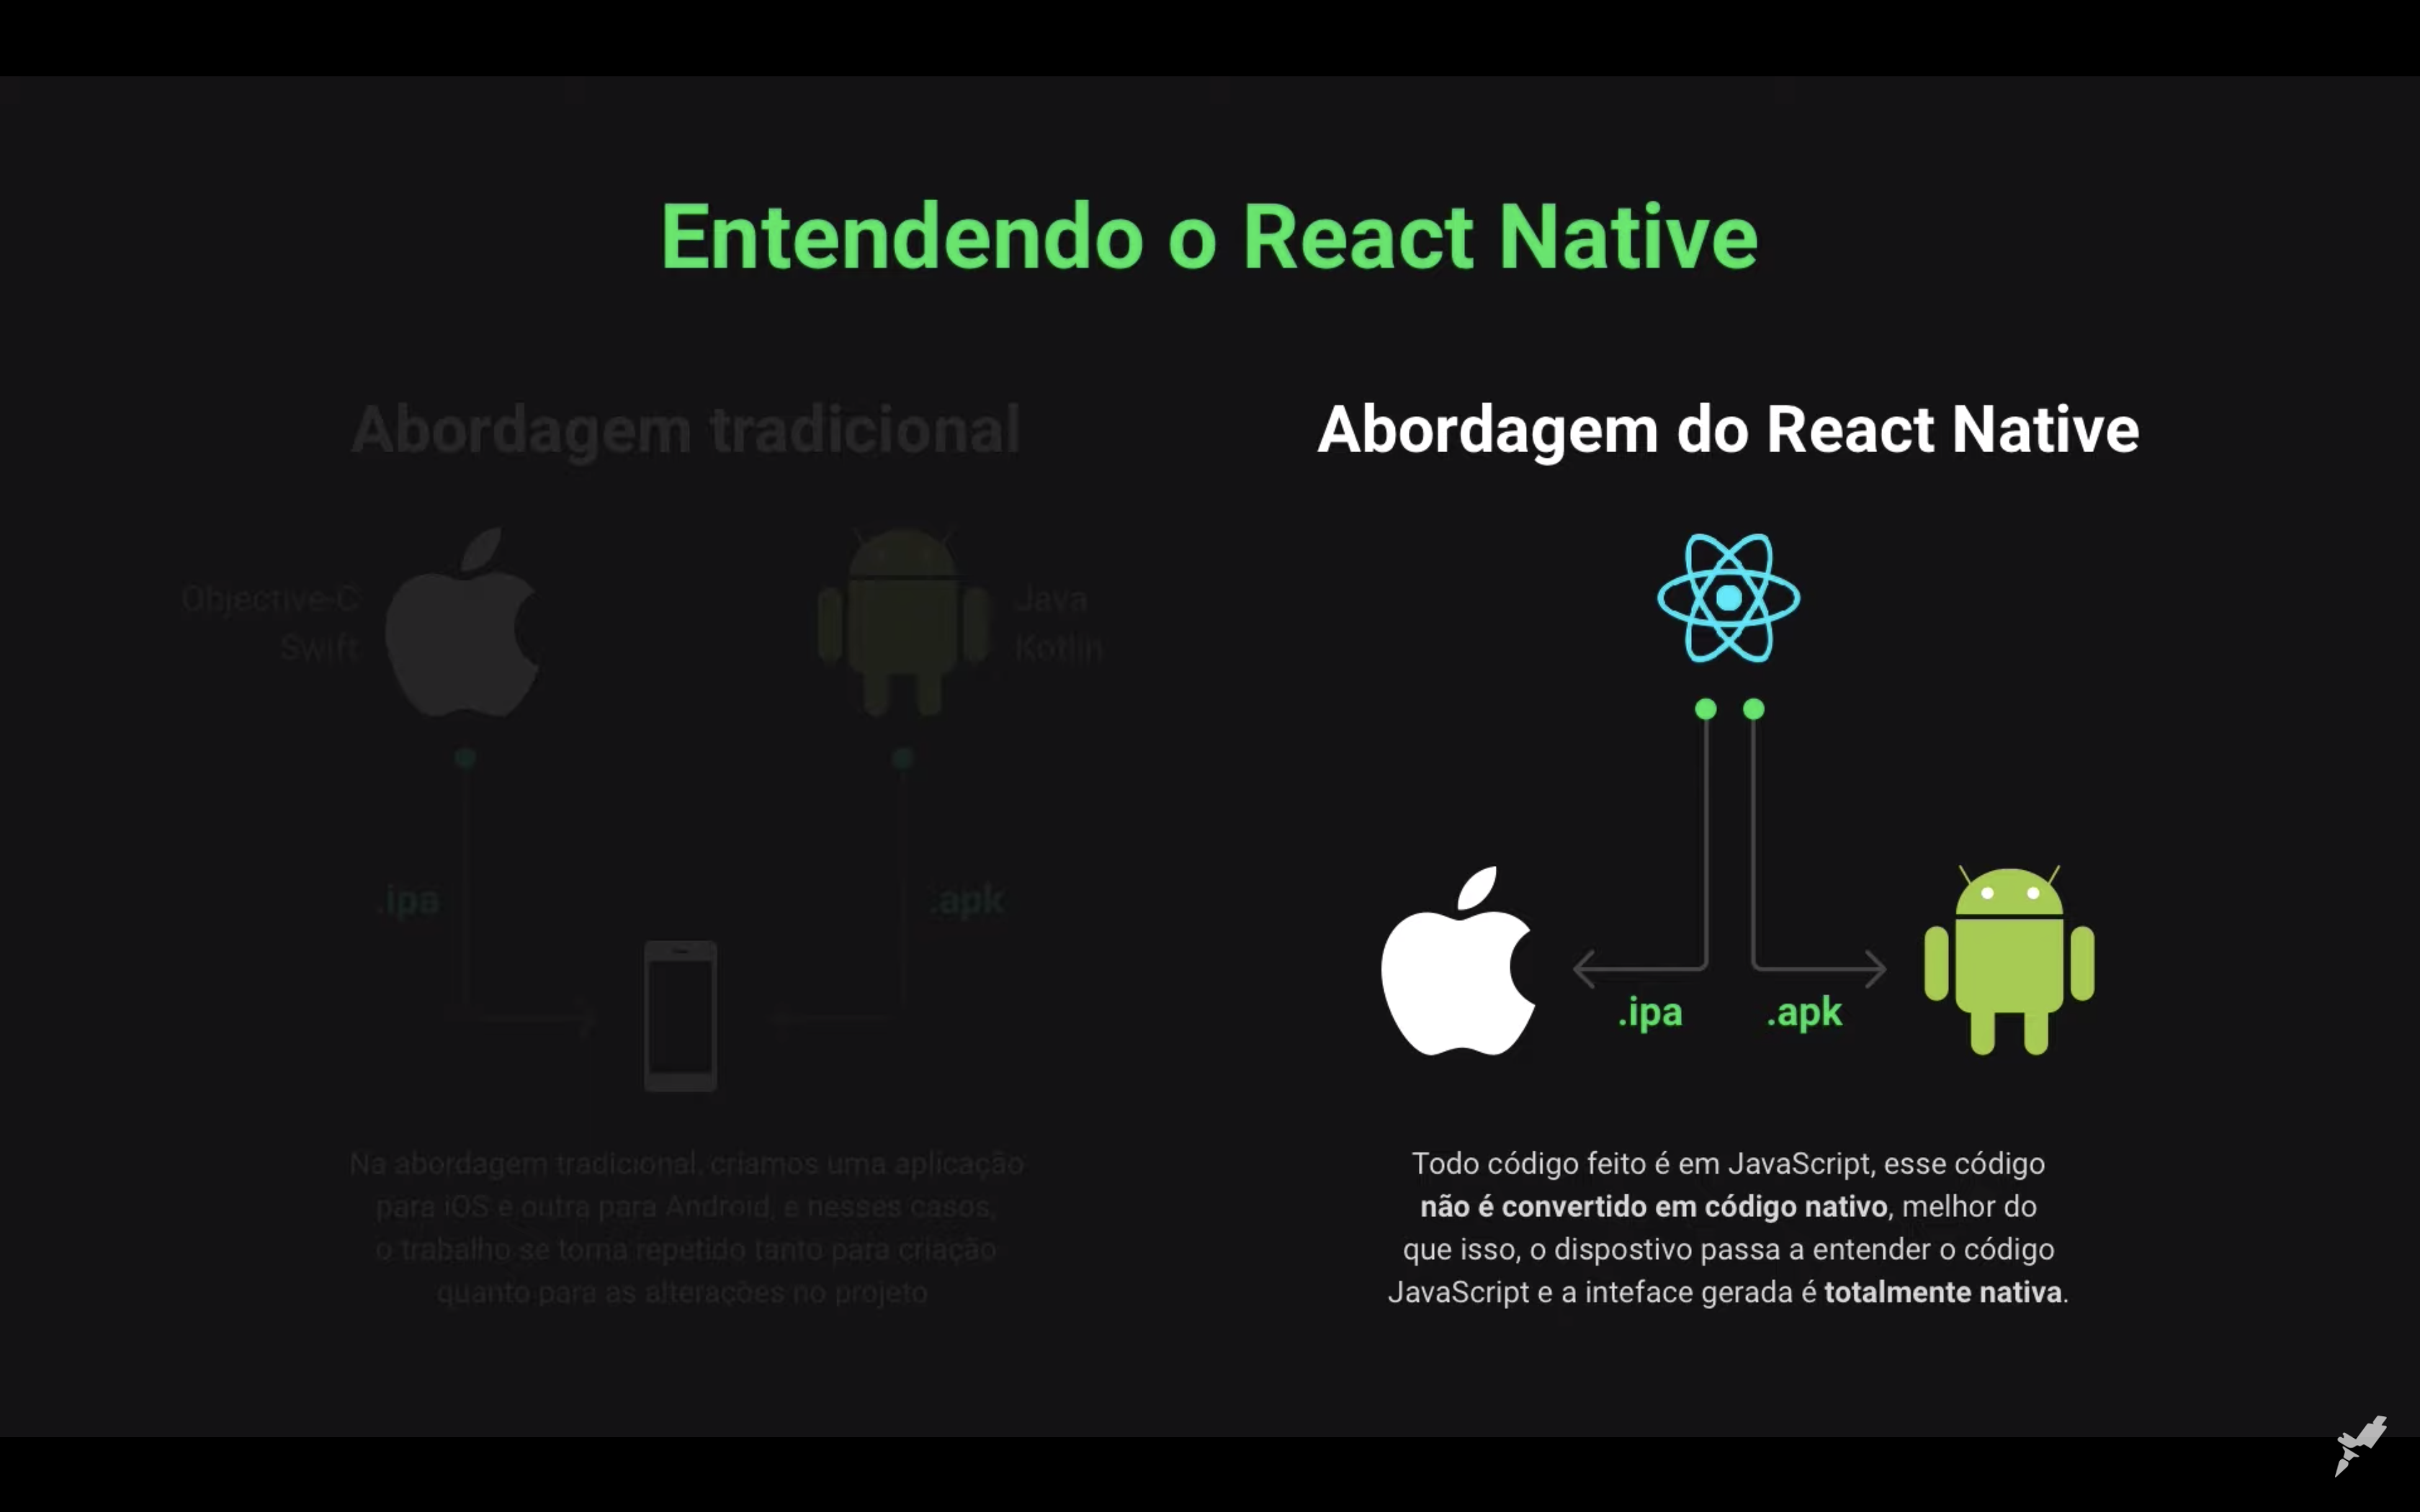 Entendendo o React Native
Abordagem tradicional
Objective-C
Swift
Java
Kotlin
.ipa
.apk
Na abordagem tradicional, criamos uma aplicação
para iOS e outra para Android, e nesses casos,
o trabalho se torna repetido tanto para criação
quanto para as alterações no projeto
Abordagem do React Native
.ipa
.apk
Todo código feito é em JavaScript, esse código
não é convertido em código nativo, melhor do
que isso, o dispostivo passa a entender o código
JavaScript e a inteface gerada é totalmente nativa.